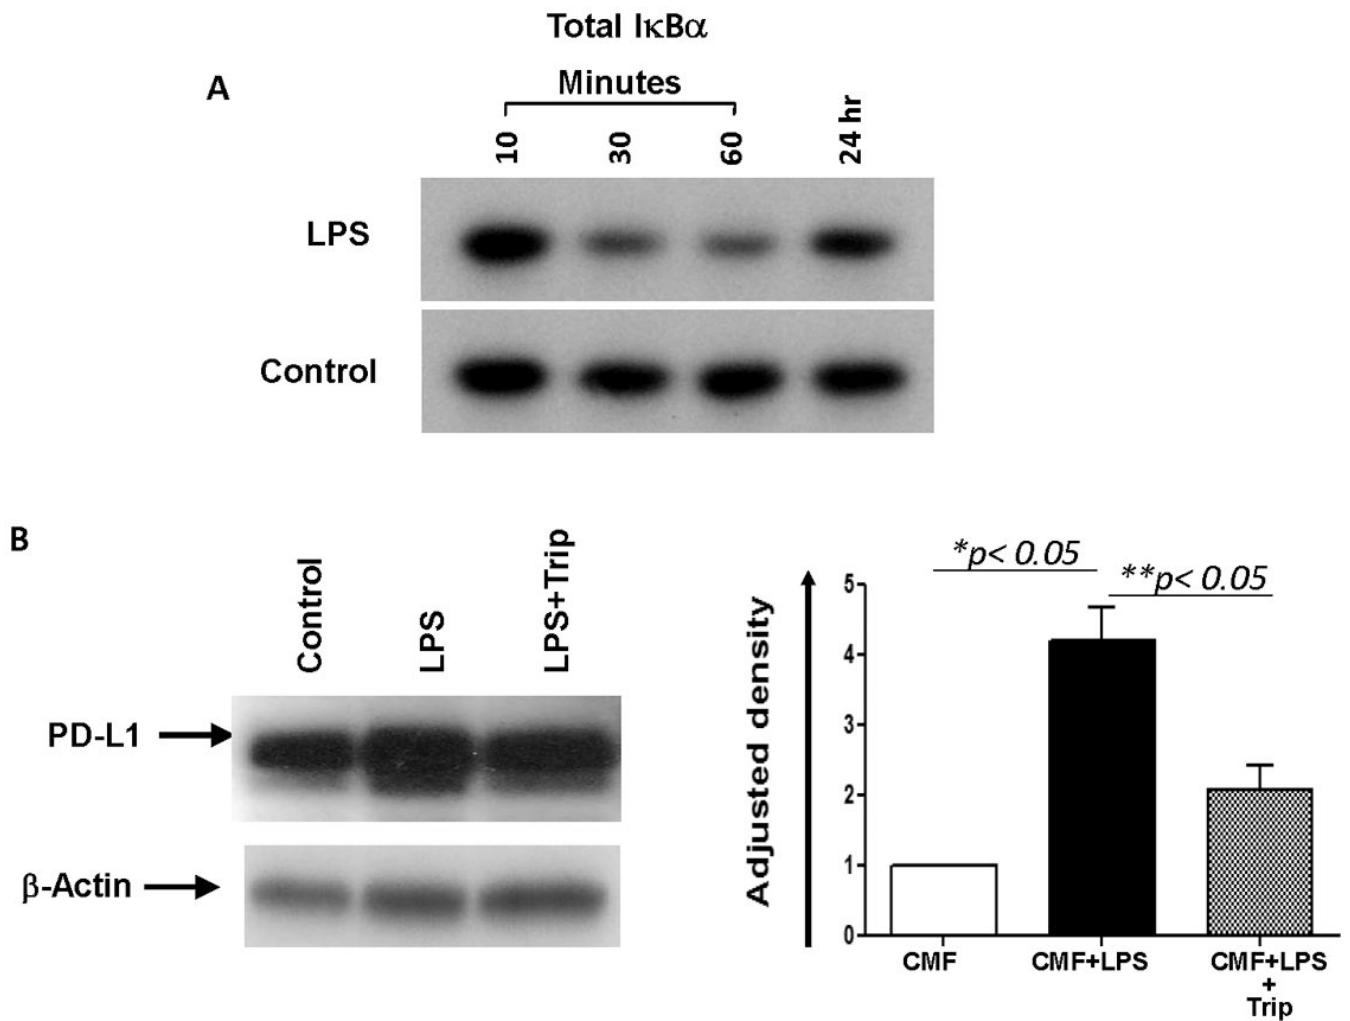 Total IκBα
A
Minutes
10 30 60 24 hr
LPS
Control
B
Control LPS LPS+Trip
PD-L1
β-Actin
*p< 0.05
**p< 0.05
Adjusted density
5
4
3
2
1
0
CMF CMF+LPS CMF+LPS
+
Trip